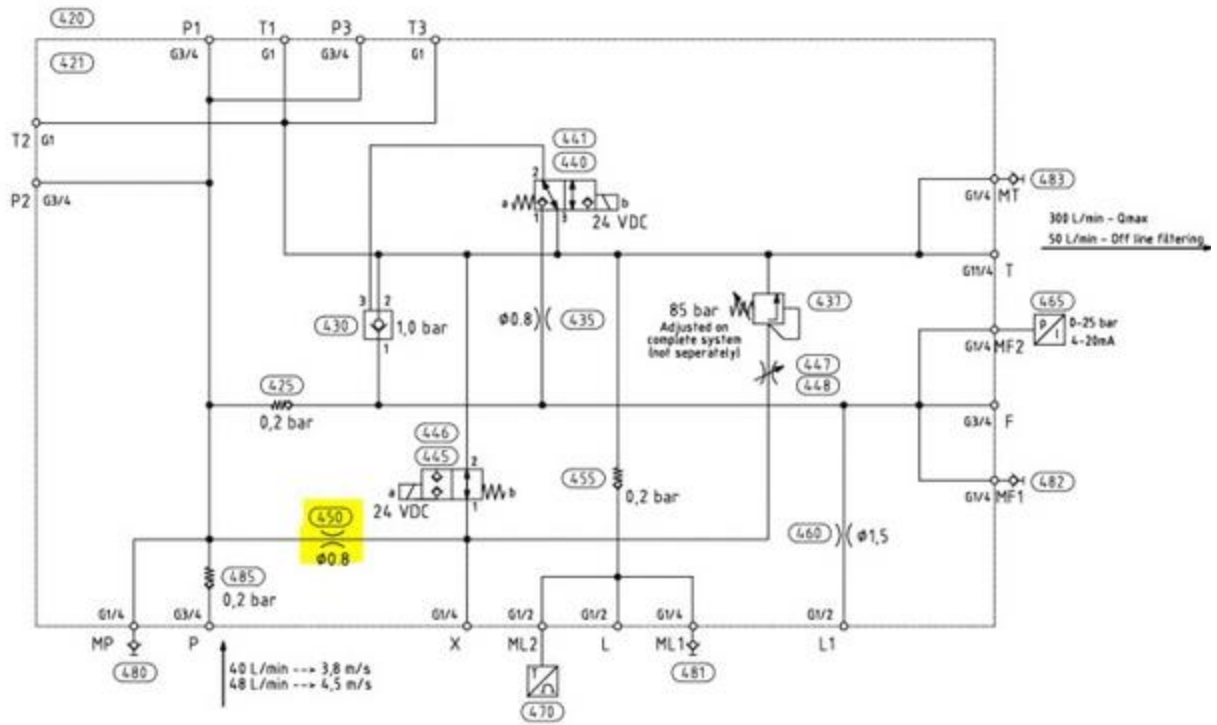 420
P1
T1
P3
T3
421
G3/4
G1
G3/4
G1
T2
G1
P2
G3/4
441
440
2
a
b
1
3
24 VDC
G1/4
MT
483
300 L/min - Qmax
50 L/min - Off line filtering
G11/4
T
3
2
430
1,0 bar
1
Ø0.8
435
85 bar
Adjusted on
complete system
(not seperately)
437
447
448
465
P
I
0-25 bar
4-20mA
G1/4
MF2
425
0,2 bar
G3/4
F
446
445
2
a
b
1
24 VDC
455
0,2 bar
G1/4
MF1
482
450
Ø0.8
460
Ø1,5
485
0,2 bar
G1/4
G3/4
G1/4
G1/2
G1/2
G1/4
G1/2
MP
P
X
ML2
L
ML1
L1
480
40 L/min --> 3,8 m/s
48 L/min --> 4,5 m/s
T
470
481